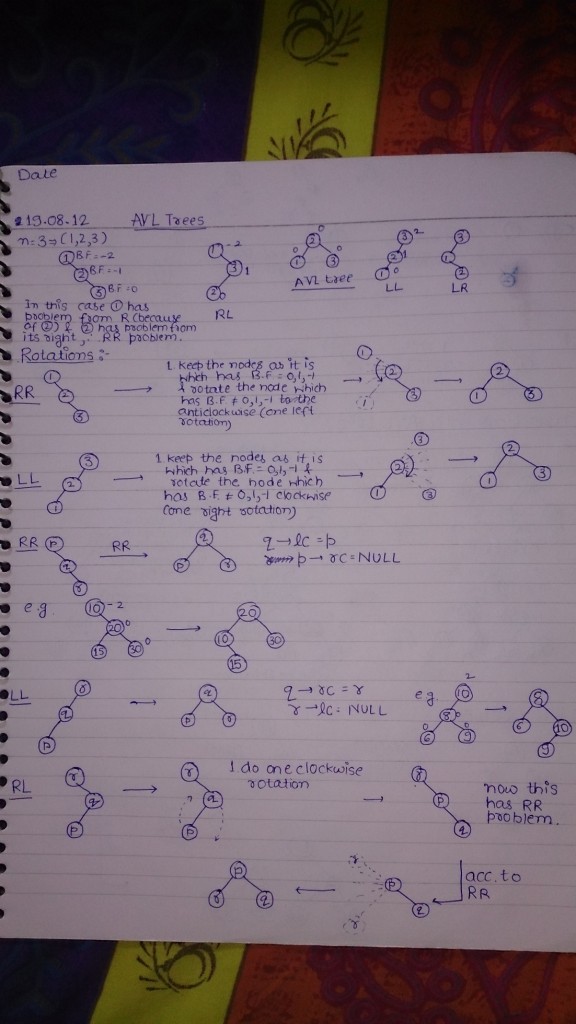 Date
19.08.12 AVL Trees
n=3⇒(1,2,3)
1 B.F=-2
2 B.F=-1
3 B.F=0
1 -2
3 1
2 0
RL
2 0
1 0 3 0
AVL tree
3 2
2 1
1 0
LL
3
1
2
LR
In this case ① has
problem from R (because
of ②) & ② has problem from
its right, ∴ RR problem.
Rotations :-
RR
1
2
3
1 keep the nodes as it is
which has B.F = 0,1,-1
& rotate the node which
has B.F. ≠ 0,1,-1 to the
anticlockwise (one left
rotation)
1
2
3
1
2
1 3
LL
3
2
1
1 keep the nodes as it is
which has B.F. = 0,1,-1 &
rotate the node which
has B.F. ≠ 0,1,-1 clockwise
(one right rotation)
3
2
1 3
2
1 3
RR
p
q
r
RR
q
p r
q→lc = p
p→rc = NULL
e.g.
10 -2
20 0
15 30 0
20
10 30
15
LL
r
q
p
q
p r
q→rc = r
r→lc = NULL
eg.
2
10
0 8 0
6 9
8
6 10
9
RL
r
q
p
r
q
p
1 do one clockwise
rotation
r
p
q
now this
has RR
problem.
p
r q
r
p
q
r
acc. to
RR